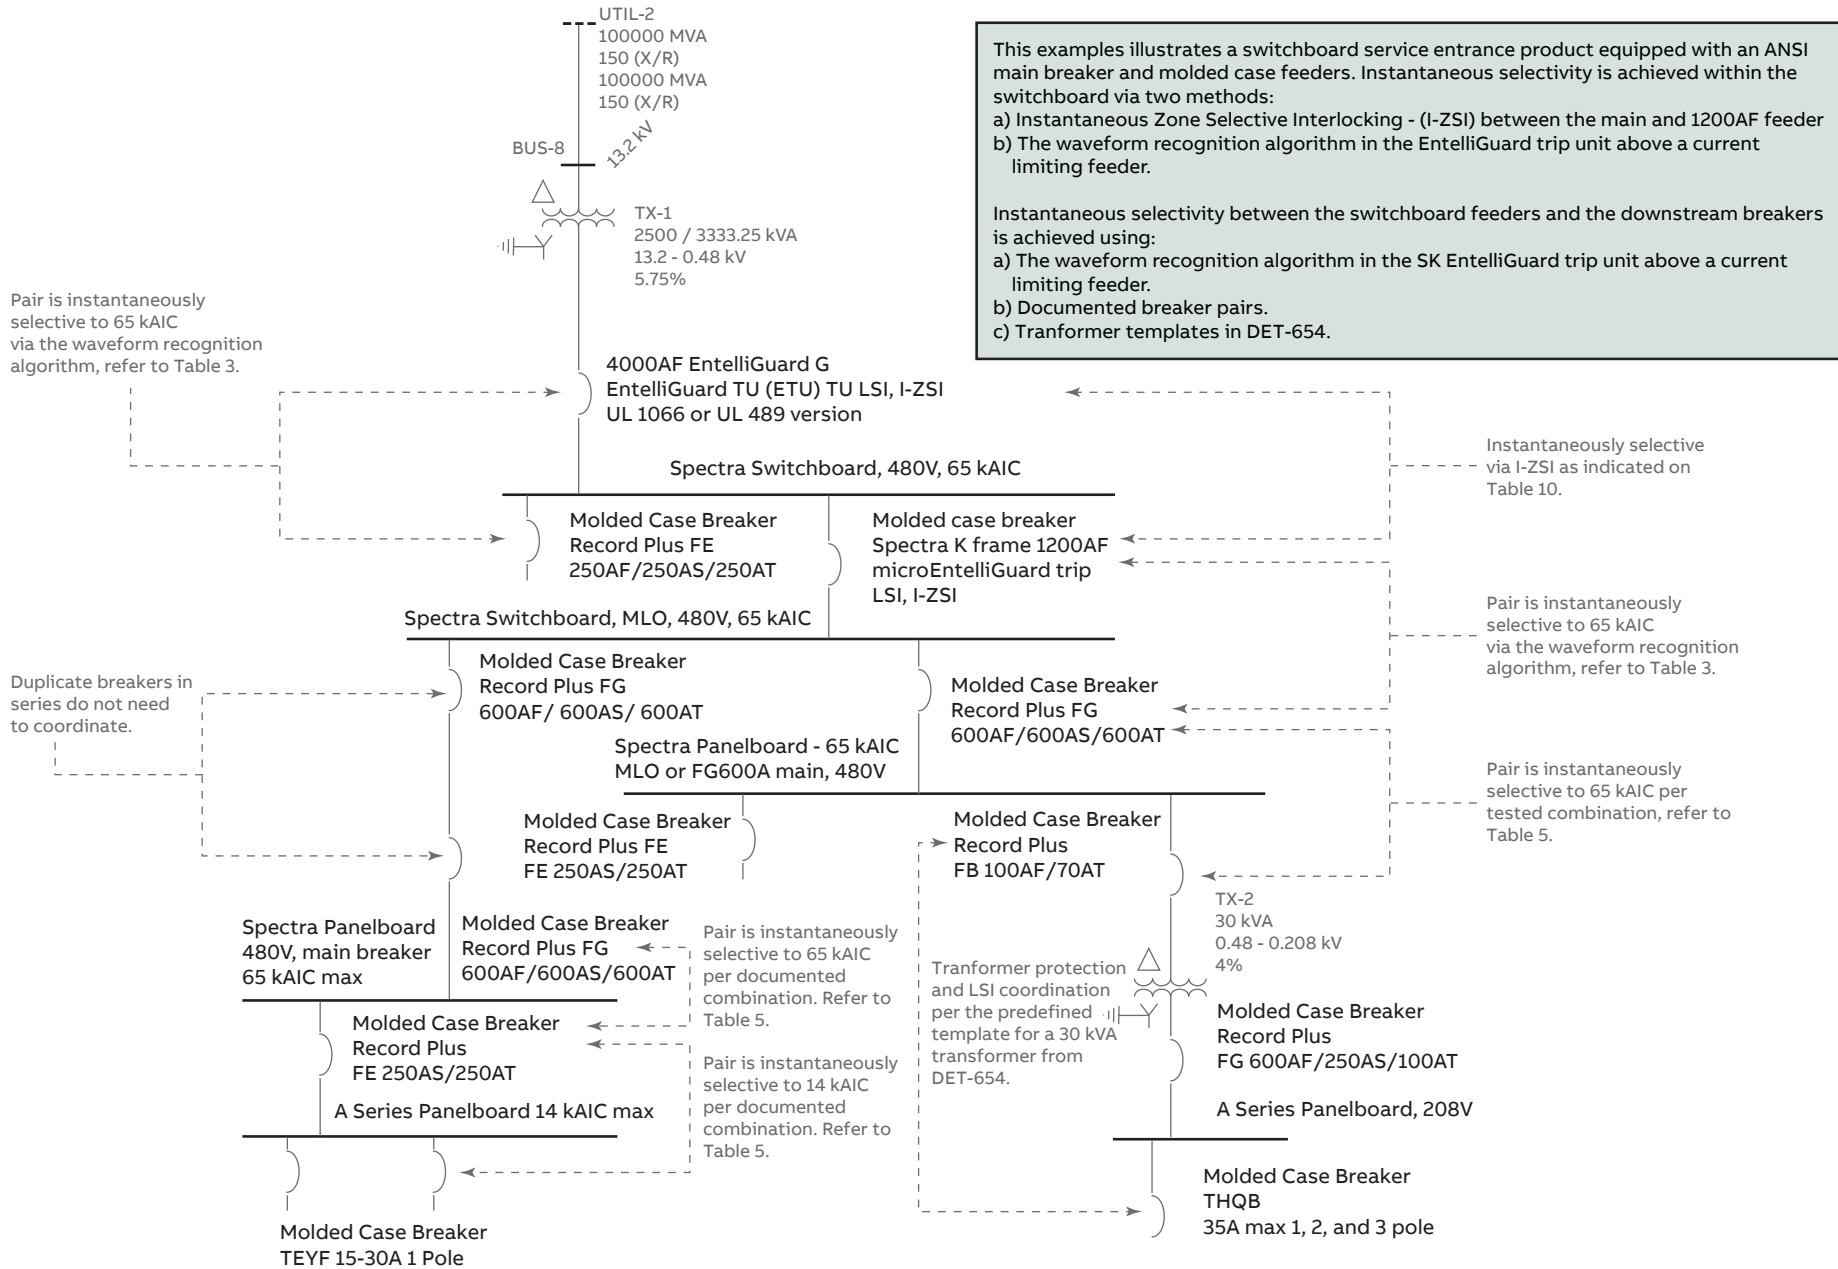 UTIL-2
100000 MVA
150 (X/R)
100000 MVA
150 (X/R)
13.2 kV
BUS-8
TX-1
2500 / 3333.25 kVA
13.2 - 0.48 kV
5.75%
This examples illustrates a switchboard service entrance product equipped with an ANSI
main breaker and molded case feeders. Instantaneous selectivity is achieved within the
switchboard via two methods:
a) Instantaneous Zone Selective Interlocking - (I-ZSI) between the main and 1200AF feeder
b) The waveform recognition algorithm in the EntelliGuard trip unit above a current
limiting feeder.
Instantaneous selectivity between the switchboard feeders and the downstream breakers
is achieved using:
a) The waveform recognition algorithm in the SK EntelliGuard trip unit above a current
limiting feeder.
b) Documented breaker pairs.
c) Tranformer templates in DET-654.
Pair is instantaneously
selective to 65 kAIC
via the waveform recognition
algorithm, refer to Table 3.
4000AF EntelliGuard G
EntelliGuard TU (ETU) TU LSI, I-ZSI
UL 1066 or UL 489 version
Instantaneously selective
via I-ZSI as indicated on
Table 10.
Spectra Switchboard, 480V, 65 kAIC
Molded Case Breaker
Record Plus FE
250AF/250AS/250AT
Molded case breaker
Spectra K frame 1200AF
microEntelliGuard trip
LSI, I-ZSI
Spectra Switchboard, MLO, 480V, 65 kAIC
Pair is instantaneously
selective to 65 kAIC
via the waveform recognition
algorithm, refer to Table 3.
Duplicate breakers in
series do not need
to coordinate.
Molded Case Breaker
Record Plus FG
600AF/ 600AS/ 600AT
Molded Case Breaker
Record Plus FG
600AF/600AS/600AT
Spectra Panelboard - 65 kAIC
MLO or FG600A main, 480V
Pair is instantaneously
selective to 65 kAIC per
tested combination, refer to
Table 5.
Molded Case Breaker
Record Plus FE
FE 250AS/250AT
Molded Case Breaker
Record Plus
FB 100AF/70AT
TX-2
30 kVA
0.48 - 0.208 kV
4%
Spectra Panelboard
480V, main breaker
65 kAIC max
Molded Case Breaker
Record Plus FG
600AF/600AS/600AT
Pair is instantaneously
selective to 65 kAIC
per documented
combination. Refer to
Table 5.
Tranformer protection
and LSI coordination
per the predefined
template for a 30 kVA
transformer from
DET-654.
Molded Case Breaker
Record Plus
FE 250AS/250AT
Molded Case Breaker
Record Plus
FG 600AF/250AS/100AT
Pair is instantaneously
selective to 14 kAIC
per documented
combination. Refer to
Table 5.
A Series Panelboard 14 kAIC max
A Series Panelboard, 208V
Molded Case Breaker
THQB
35A max 1, 2, and 3 pole
Molded Case Breaker
TEYF 15-30A 1 Pole